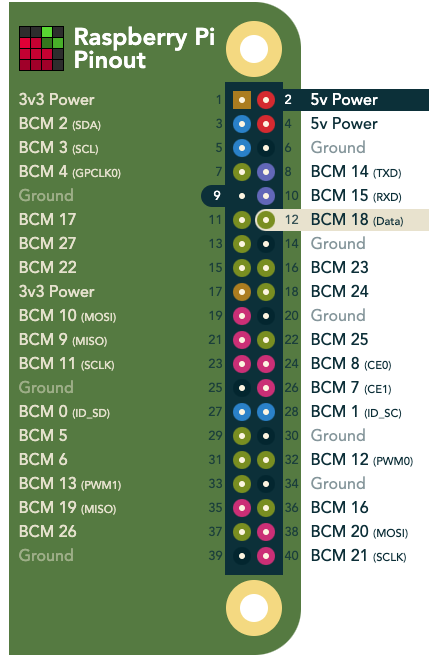 Raspberry Pi
Pinout
3v3 Power 1 2 5v Power
BCM 2 (SDA) 3 4 5v Power
BCM 3 (SCL) 5 6 Ground
BCM 4 (GPCLK0) 7 8 BCM 14 (TXD)
Ground 9 10 BCM 15 (RXD)
BCM 17 11 12 BCM 18 (Data)
BCM 27 13 14 Ground
BCM 22 15 16 BCM 23
3v3 Power 17 18 BCM 24
BCM 10 (MOSI) 19 20 Ground
BCM 9 (MISO) 21 22 BCM 25
BCM 11 (SCLK) 23 24 BCM 8 (CE0)
Ground 25 26 BCM 7 (CE1)
BCM 0 (ID_SD) 27 28 BCM 1 (ID_SC)
BCM 5 29 30 Ground
BCM 6 31 32 BCM 12 (PWM0)
BCM 13 (PWM1) 33 34 Ground
BCM 19 (MISO) 35 36 BCM 16
BCM 26 37 38 BCM 20 (MOSI)
Ground 39 40 BCM 21 (SCLK)